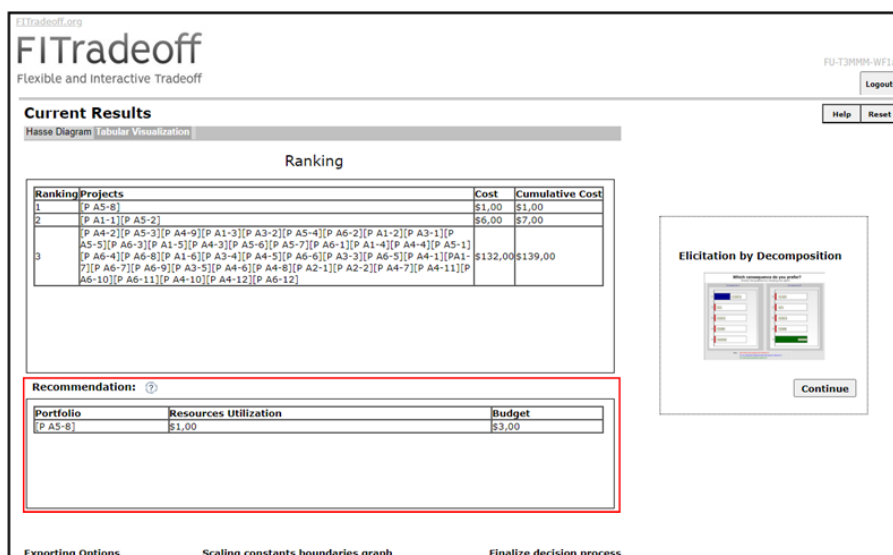 FITradeoff.org
FITradeoff
Flexible and Interactive Tradeoff
Logout
Current Results
Help Reset
Hasse Diagram Tabular Visualization
Ranking
Ranking Projects Cost Cumulative Cost
1 [P A5-8] $1,00 $1,00
2 [P A1-1][P A5-2] $6,00 $7,00
[P A4-2][P A5-3][P A4-9][P A1-3][P A3-2][P A5-4][P A6-2][P A1-2][P A3-1][P
A5-5][P A6-3][P A1-5][P A4-3][P A5-6][P A5-7][P A6-1][P A1-4][P A4-4][P A5-1]
3 [P A6-4][P A6-8][P A1-6][P A3-4][P A4-5][P A6-6][P A3-3][P A6-5][P A4-1][PA1- $132,00 $139,00
7][P A6-7][P A6-9][P A3-5][P A4-6][P A4-8][P A2-1][P A2-2][P A4-7][P A4-11][P
A6-10][P A6-11][P A4-10][P A4-12][P A6-12]
Elicitation by Decomposition
Which consequence do you prefer?
Continue
Recommendation: ?
Portfolio Resources Utilization Budget
[P A5-8] $1,00 $3,00
Exporting Options Scaling constants boundaries graph Finalize decision process